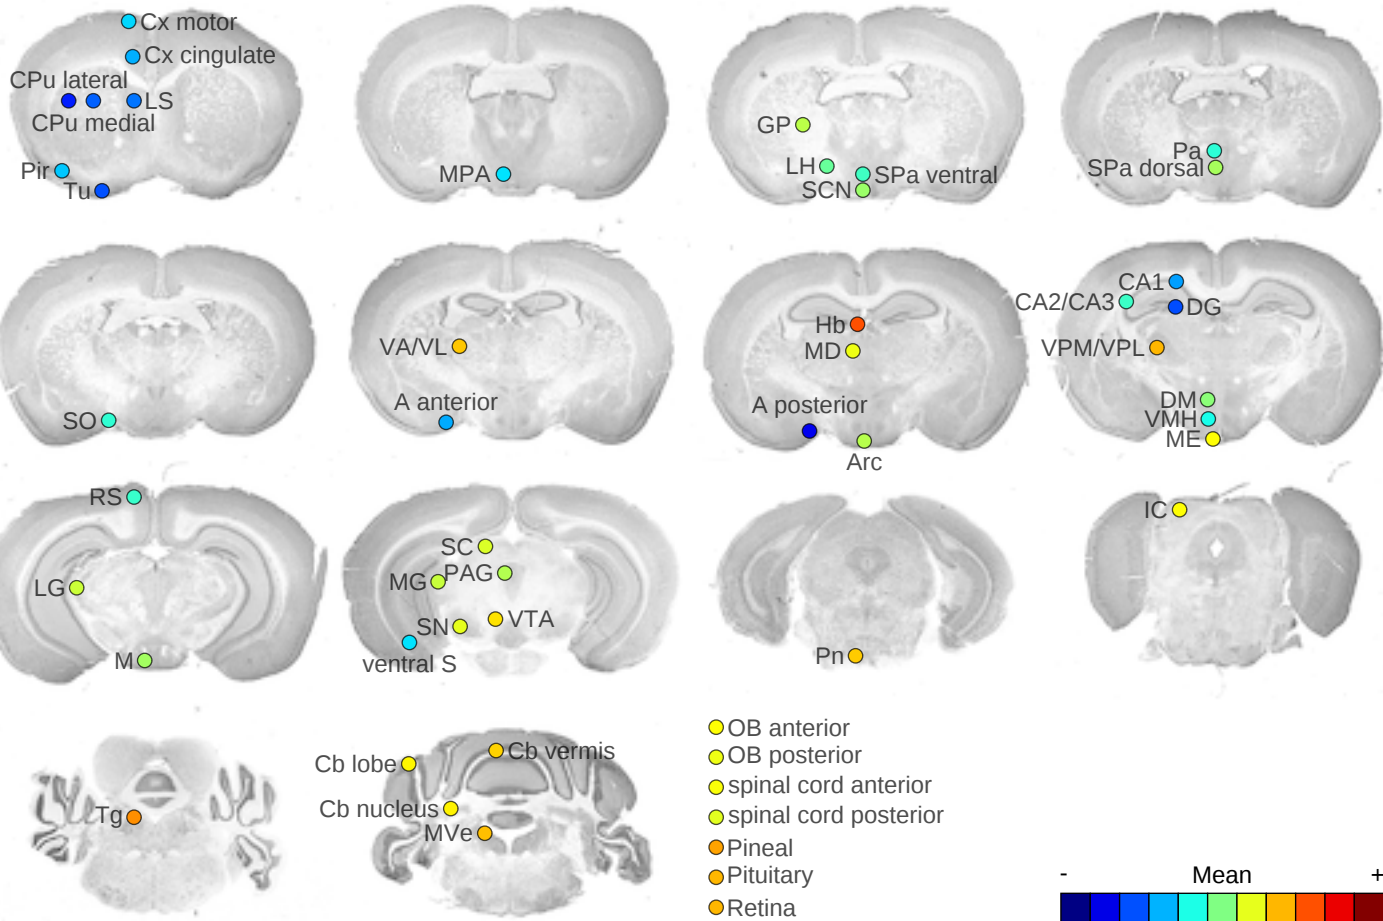 Cx motor
Cx cingulate
CPu lateral
LS
CPu medial
Pir
Tu
MPA
GP
LH
SPa ventral
SCN
Pa
SPa dorsal
SO
VA/VL
A anterior
Hb
MD
A posterior
Arc
CA1
CA2/CA3
DG
VPM/VPL
DM
VMH
ME
RS
LG
M
SC
PAG
MG
VTA
SN
ventral S
Pn
IC
Tg
Cb vermis
Cb lobe
Cb nucleus
MVe
OB anterior
OB posterior
spinal cord anterior
spinal cord posterior
Pineal
Pituitary
Retina
- Mean +